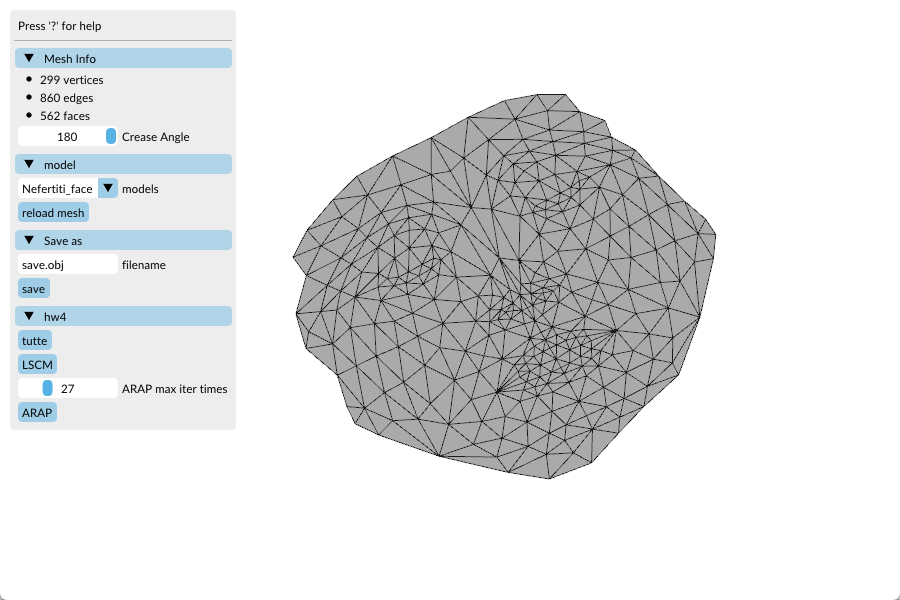 Press '?' for help
Mesh Info
299 vertices
860 edges
562 faces
180 Crease Angle
model
Nefertiti_face models
reload mesh
Save as
save.obj filename
save
hw4
tutte
LSCM
27 ARAP max iter times
ARAP